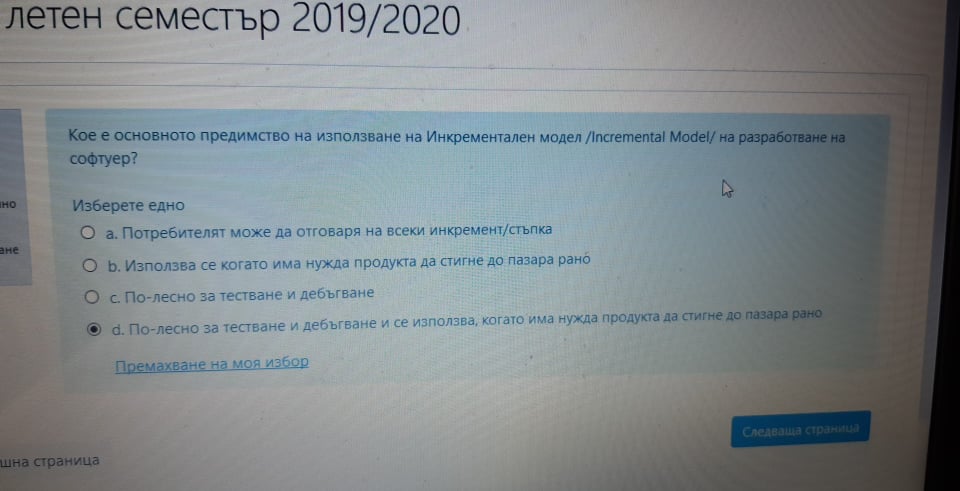 летен семестър 2019/2020
Кое е основното предимство на използване на Инкрементален модел /Incremental Model/ на разработване на
софтуер?
Изберете едно
a. Потребителят може да отговаря на всеки инкремент/стъпка
b. Използва се когато има нужда продукта да стигне до пазара рано
c. По-лесно за тестване и дебъгване
d. По-лесно за тестване и дебъгване и се използва, когато има нужда продукта да стигне до пазара рано
Премахване на моя избор
Следваща страница
страница